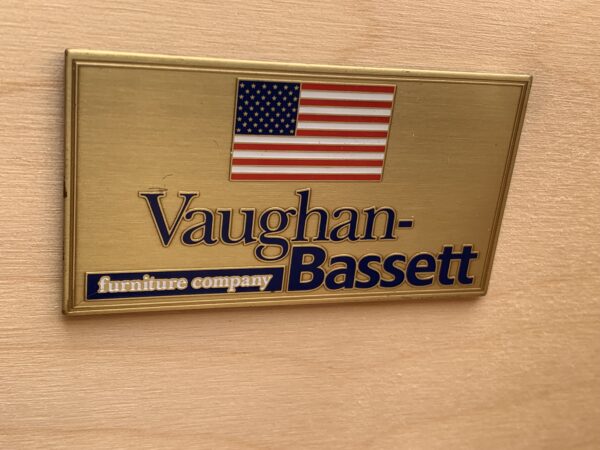 Vaughan-
furniture company Bassett